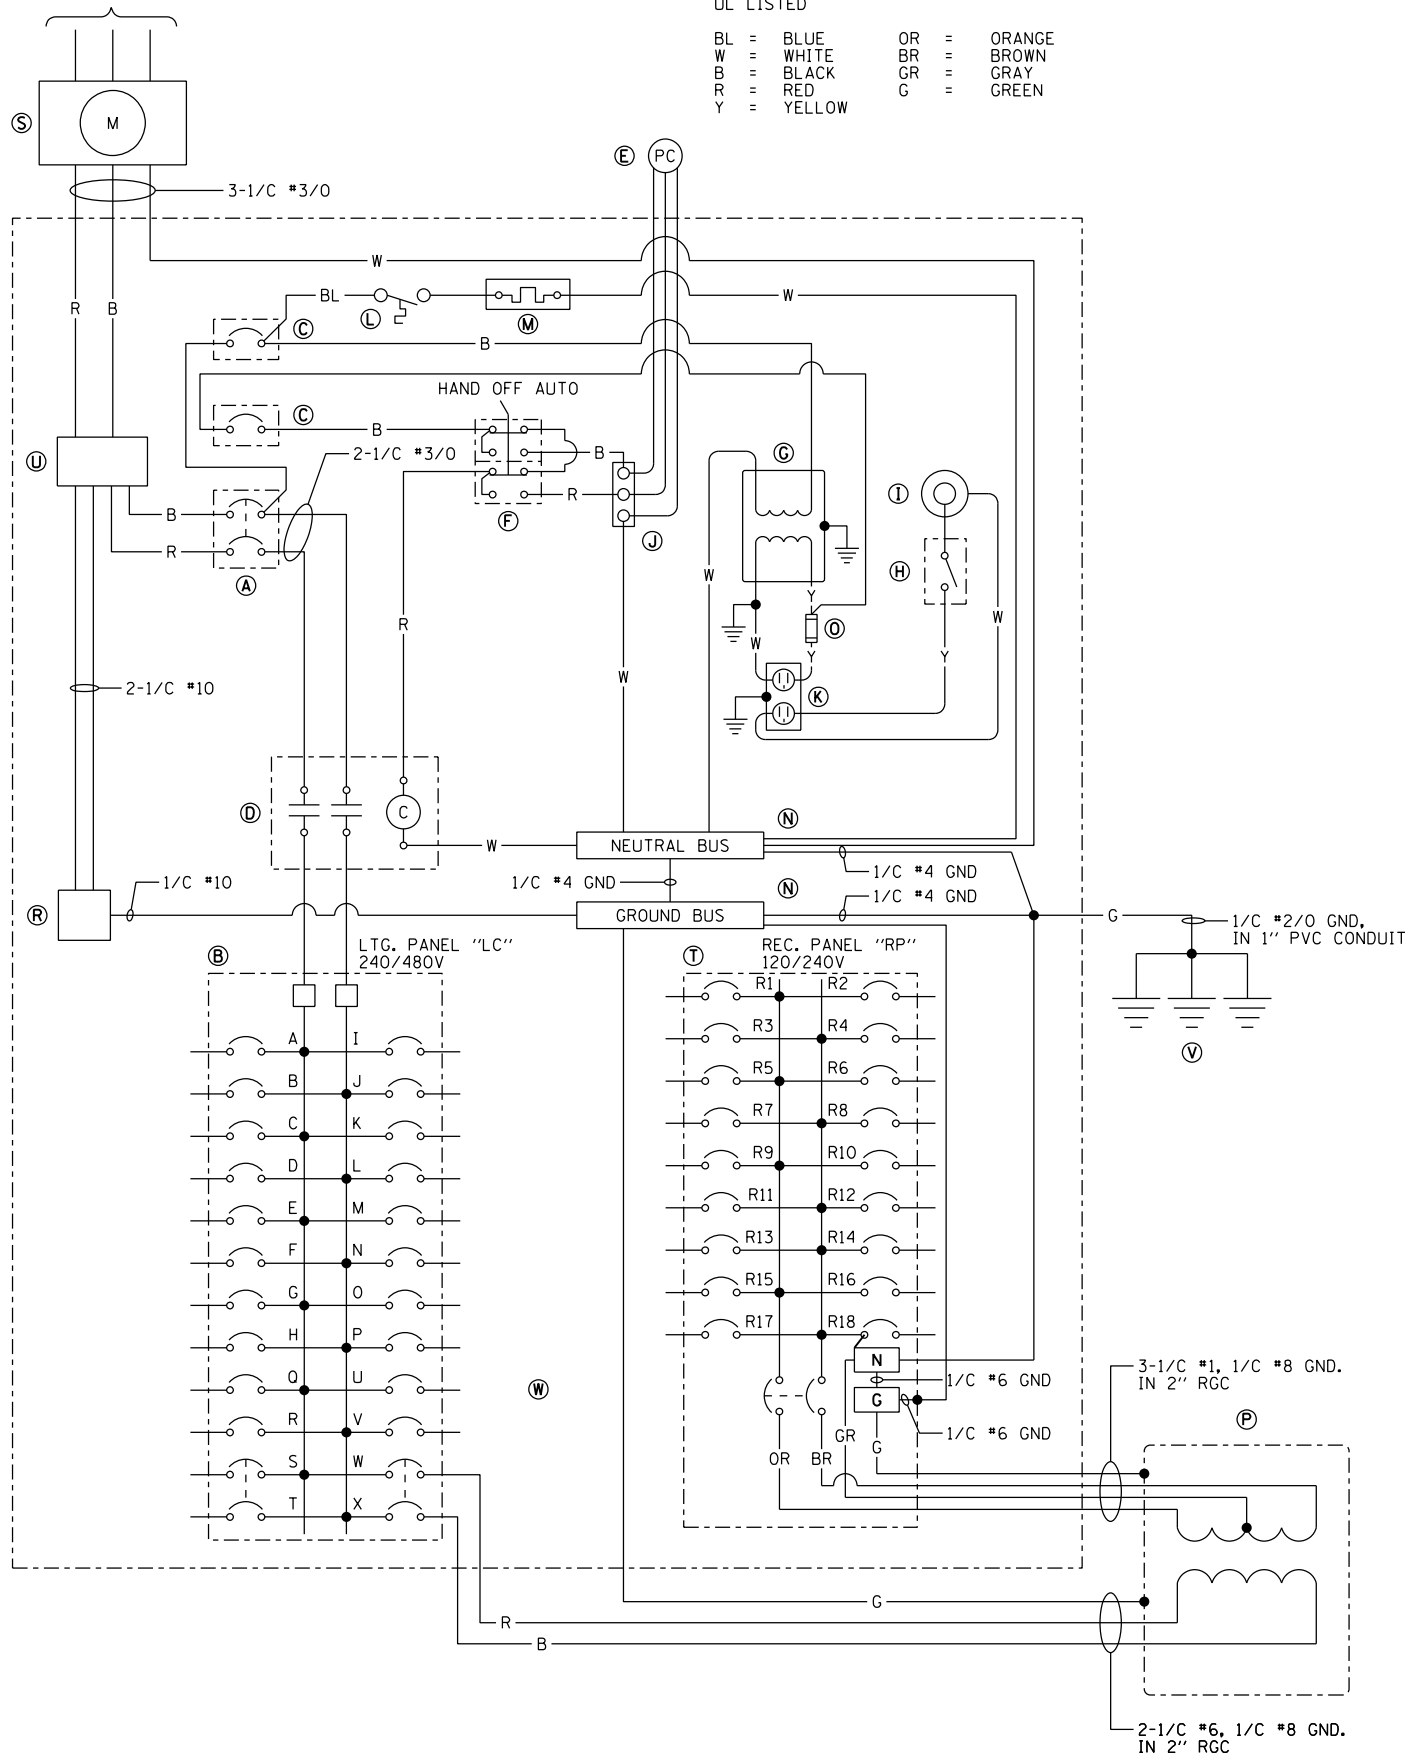 UL LISTED
BL = BLUE OR = ORANGE
W = WHITE BR = BROWN
B = BLACK GR = GRAY
R = RED G = GREEN
Y = YELLOW
S
M
E
PC
3-1/C #3/0
W
R
B
BL
L
M
W
C
B
HAND OFF AUTO
C
B
2-1/C #3/0
B
U
G
I
B
R
F
J
R
A
H
W
Y
W
R
O
W
Y
Y
W
2-1/C #10
K
D
C
W
NEUTRAL BUS
N
1/C #4 GND
1/C #10
1/C #4 GND
N
1/C #4 GND
R
GROUND BUS
G
1/C #2/0 GND,
IN 1" PVC CONDUIT
B
LTG. PANEL "LC"
240/480V
T
REC. PANEL "RP"
120/240V
V
R1 R2
R3 R4
R5 R6
R7 R8
R9 R10
R11 R12
R13 R14
R15 R16
R17 R18
A I
B J
C K
D L
E M
F N
G O
H P
Q U
R V
S W
T X
W
N
1/C #6 GND
G
1/C #6 GND
GR
G
OR
BR
3-1/C #1, 1/C #8 GND.
IN 2" RGC
P
G
R
B
2-1/C #6, 1/C #8 GND.
IN 2" RGC